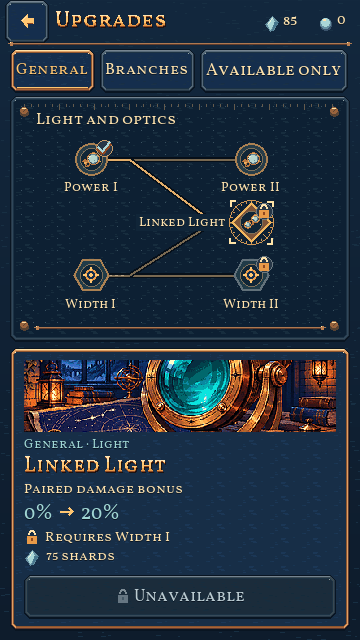 Upgrades
85
0
General
Branches
Available only
Light and optics
Power I
Power II
Linked Light
Width I
Width II
General · Light
Linked Light
Paired damage bonus
0% → 20%
Requires Width I
75 shards
Unavailable